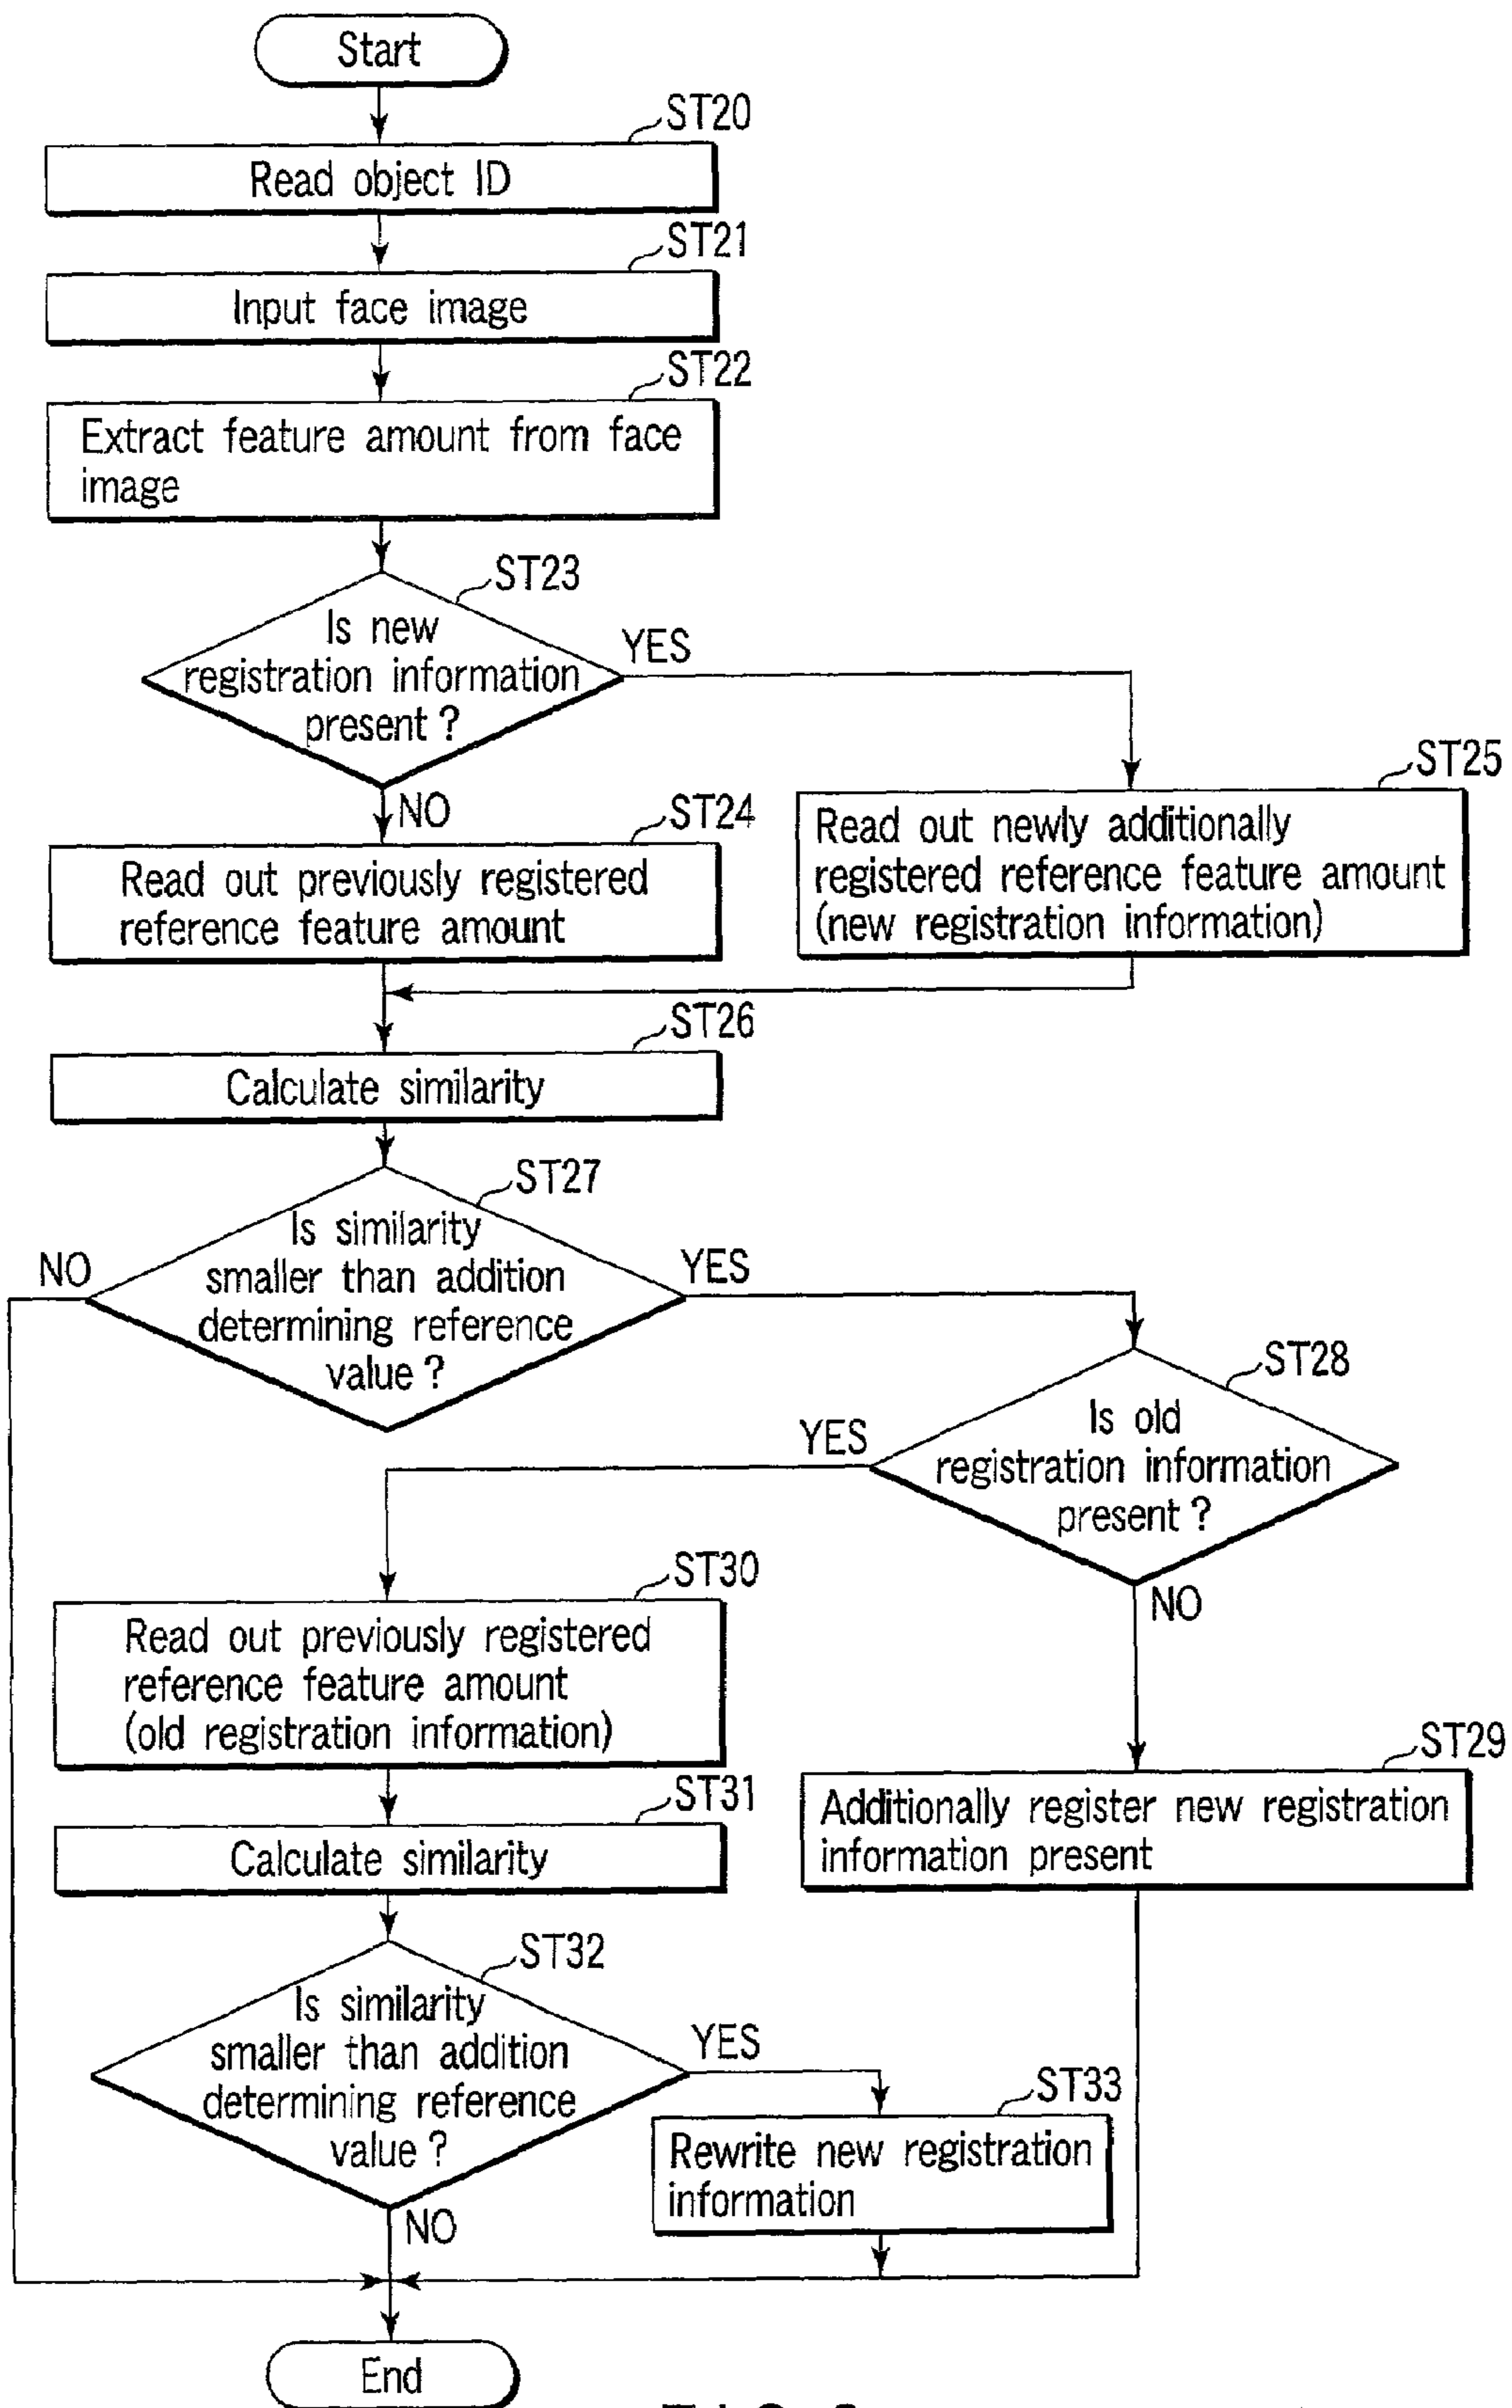 Start
ST20
Read object ID
ST21
Input face image
ST22
Extract feature amount from face
image
ST23
Is new
registration information
present ?
YES
NO
ST24
Read out previously registered
reference feature amount
ST25
Read out newly additionally
registered reference feature amount
(new registration information)
ST26
Calculate similarity
ST27
Is similarity
smaller than addition
determining reference
value ?
NO
YES
ST28
Is old
registration information
present ?
YES
NO
ST30
Read out previously registered
reference feature amount
(old registration information)
ST29
Additionally register new registration
information present
ST31
Calculate similarity
ST32
Is similarity
smaller than addition
determining reference
value ?
YES
NO
ST33
Rewrite new registration
information
End